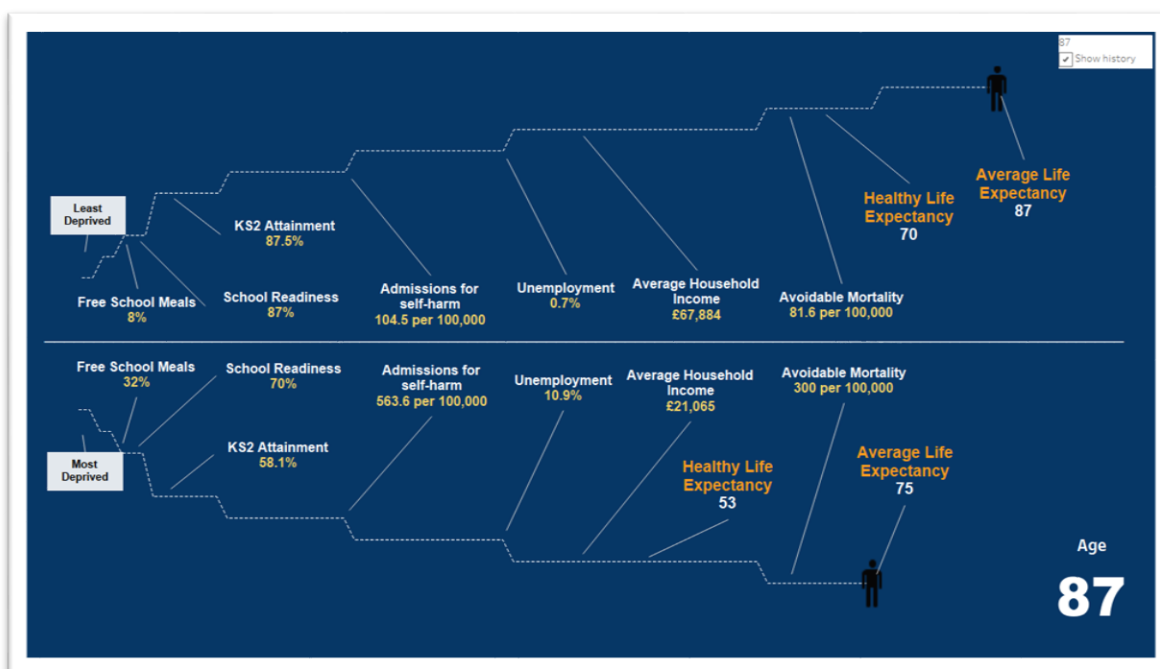 87
Show history
Average Life
Expectancy
87
Healthy Life
Expectancy
70
Least
Deprived
KS2 Attainment
87.5%
Free School Meals
8%
School Readiness
87%
Admissions for
self-harm
104.5 per 100,000
Unemployment
0.7%
Average Household
Income
£67,884
Avoidable Mortality
81.6 per 100,000
Free School Meals
32%
School Readiness
70%
Admissions for
self-harm
563.6 per 100,000
Unemployment
10.9%
Average Household
Income
£21,065
Avoidable Mortality
300 per 100,000
Most
Deprived
KS2 Attainment
58.1%
Healthy Life
Expectancy
53
Average Life
Expectancy
75
Age
87